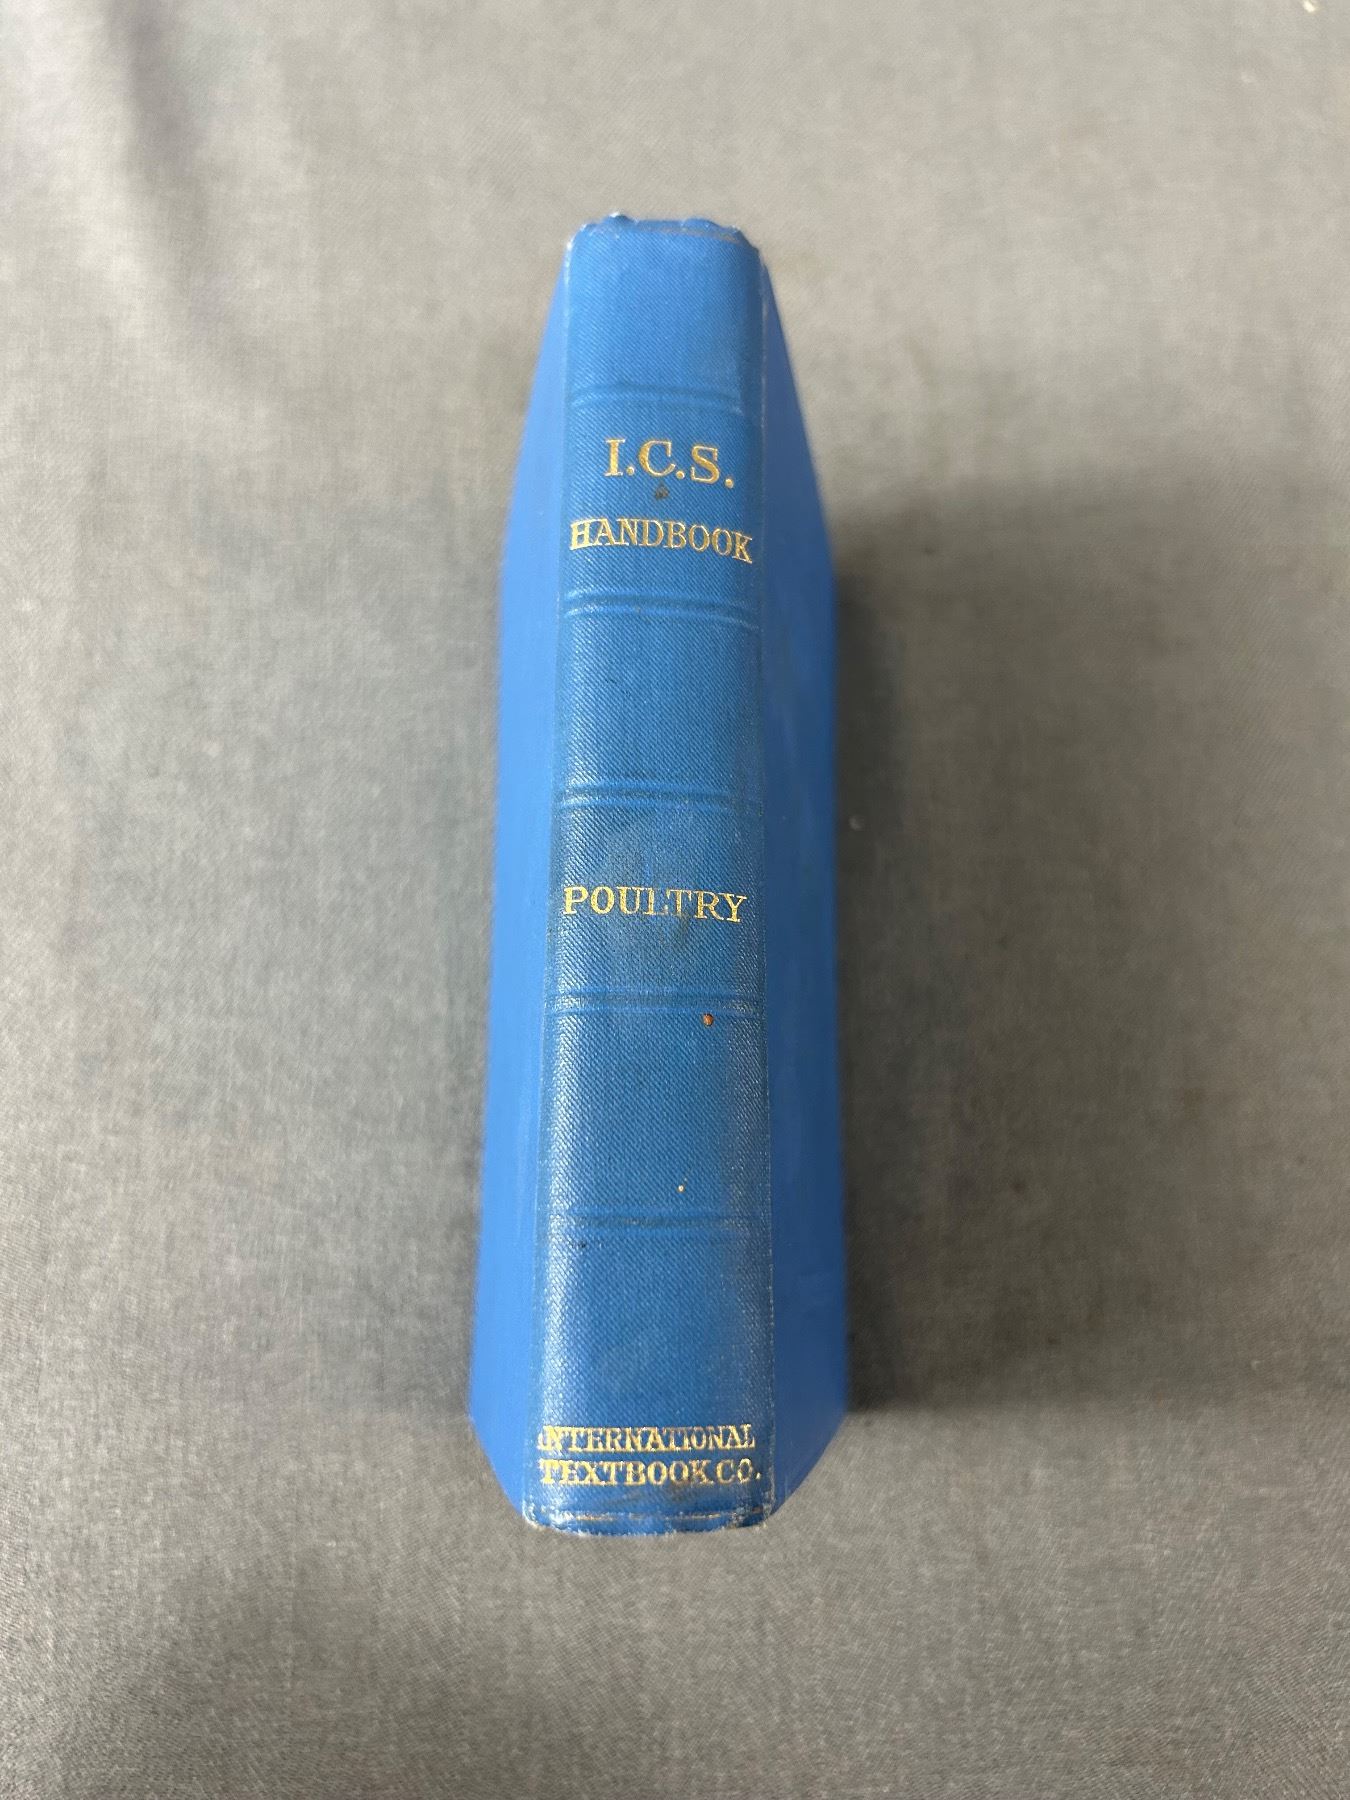 I.C.S.
HANDBOOK
POULTRY
INTERNATIONAL
TEXTBOOK CO.